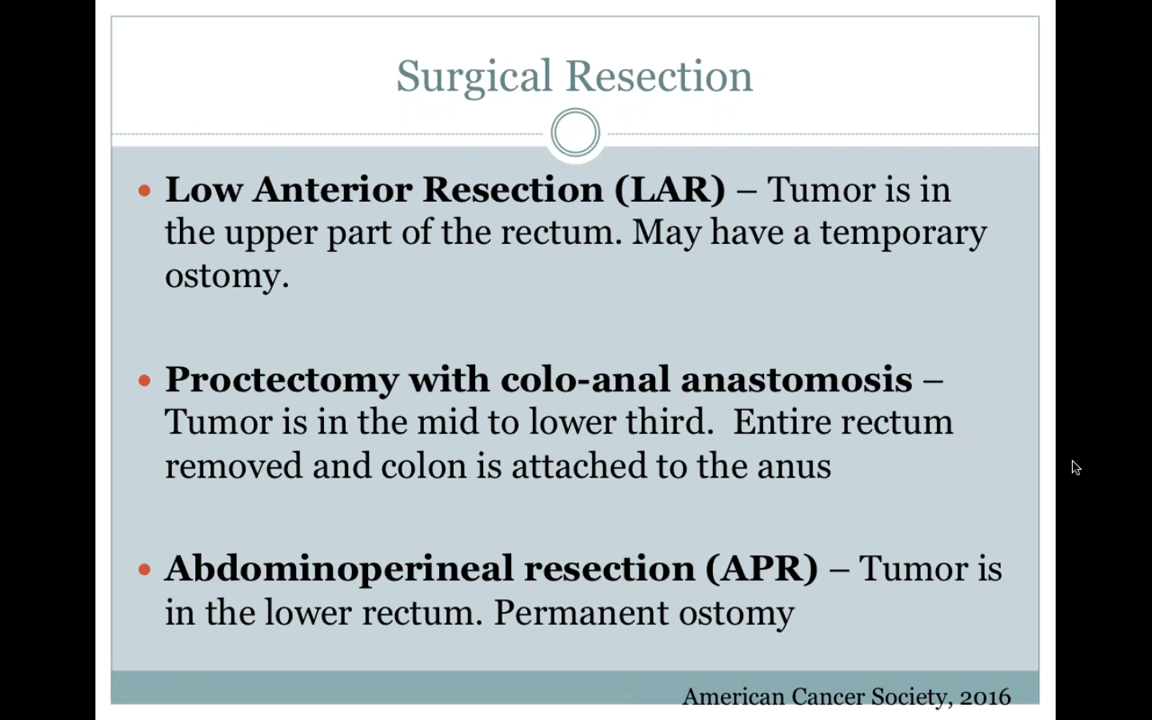 Surgical Resection
• Low Anterior Resection (LAR) – Tumor is in
the upper part of the rectum. May have a temporary
ostomy.
• Proctectomy with colo-anal anastomosis –
Tumor is in the mid to lower third.  Entire rectum
removed and colon is attached to the anus
• Abdominoperineal resection (APR) – Tumor is
in the lower rectum. Permanent ostomy
American Cancer Society, 2016